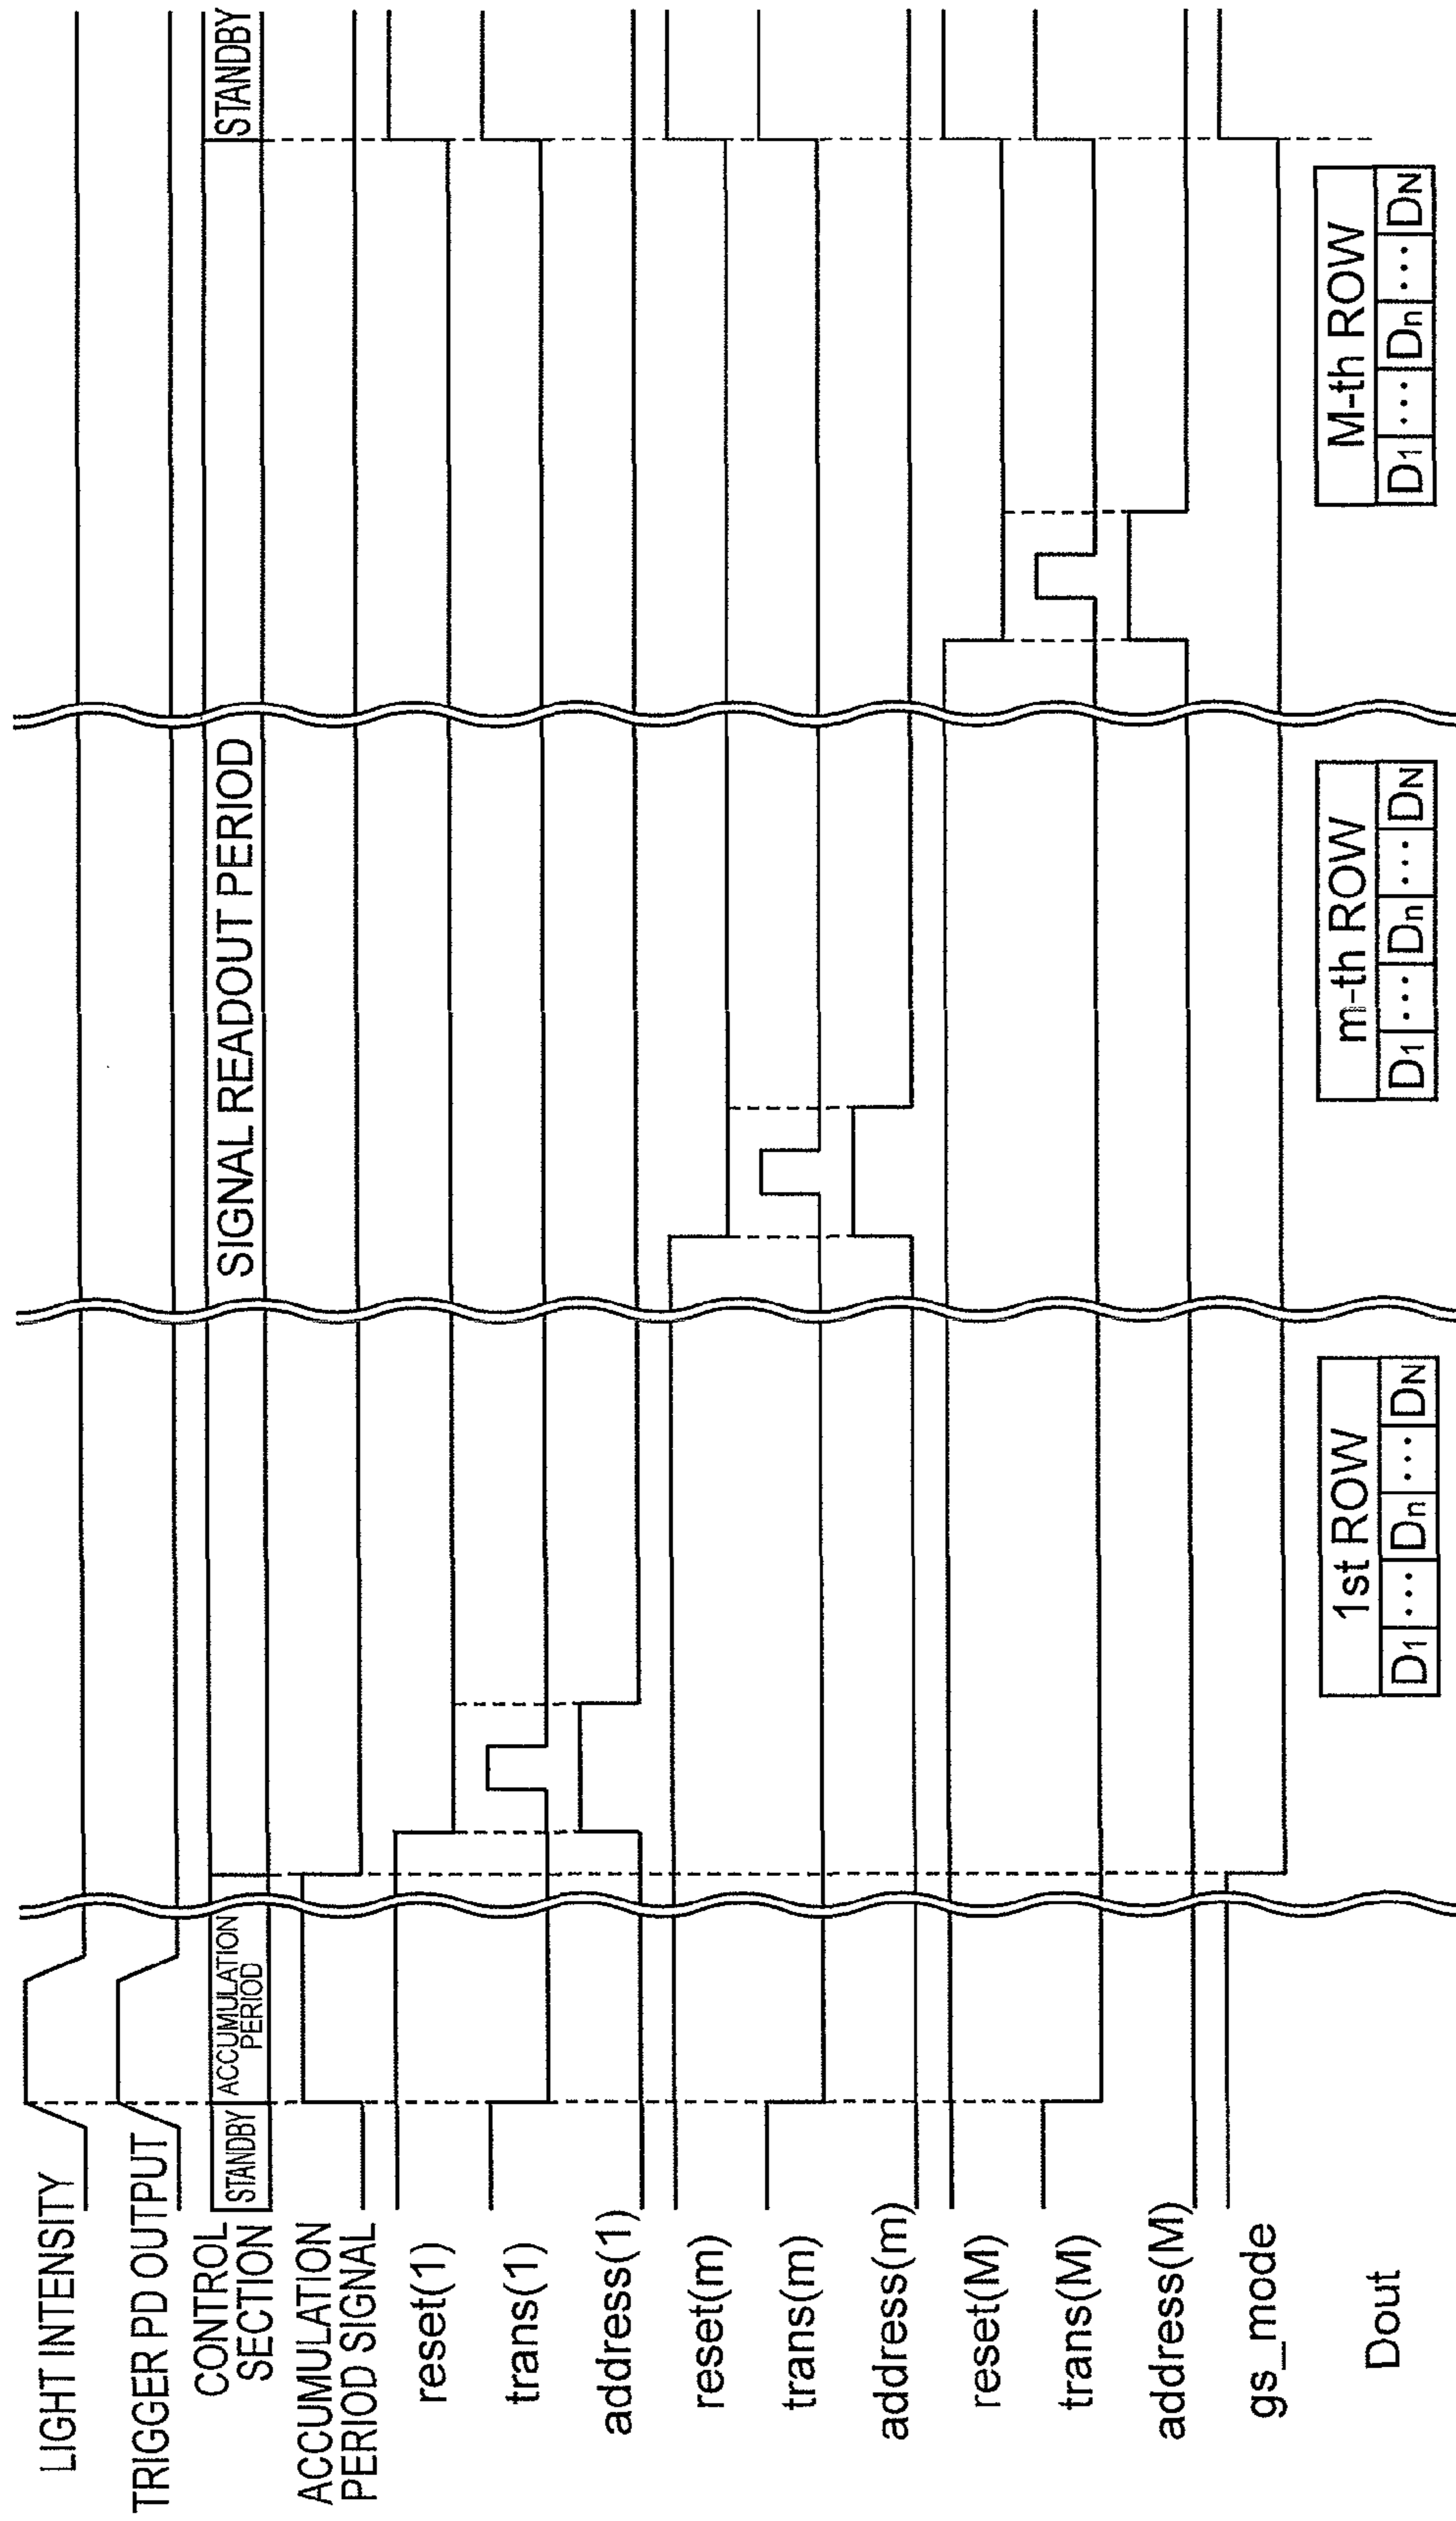 LIGHT INTENSITY
TRIGGER PD OUTPUT
CONTROL
SECTION
STANDBY
ACCUMULATION
PERIOD
SIGNAL READOUT PERIOD
STANDBY
ACCUMULATION
PERIOD SIGNAL
reset(1)
trans(1)
address(1)
reset(m)
trans(m)
address(m)
reset(M)
trans(M)
address(M)
gs_mode
Dout
1st ROW
D1 ... Dn ... DN
m-th ROW
D1 ... Dn ... DN
M-th ROW
D1 ... Dn ... DN